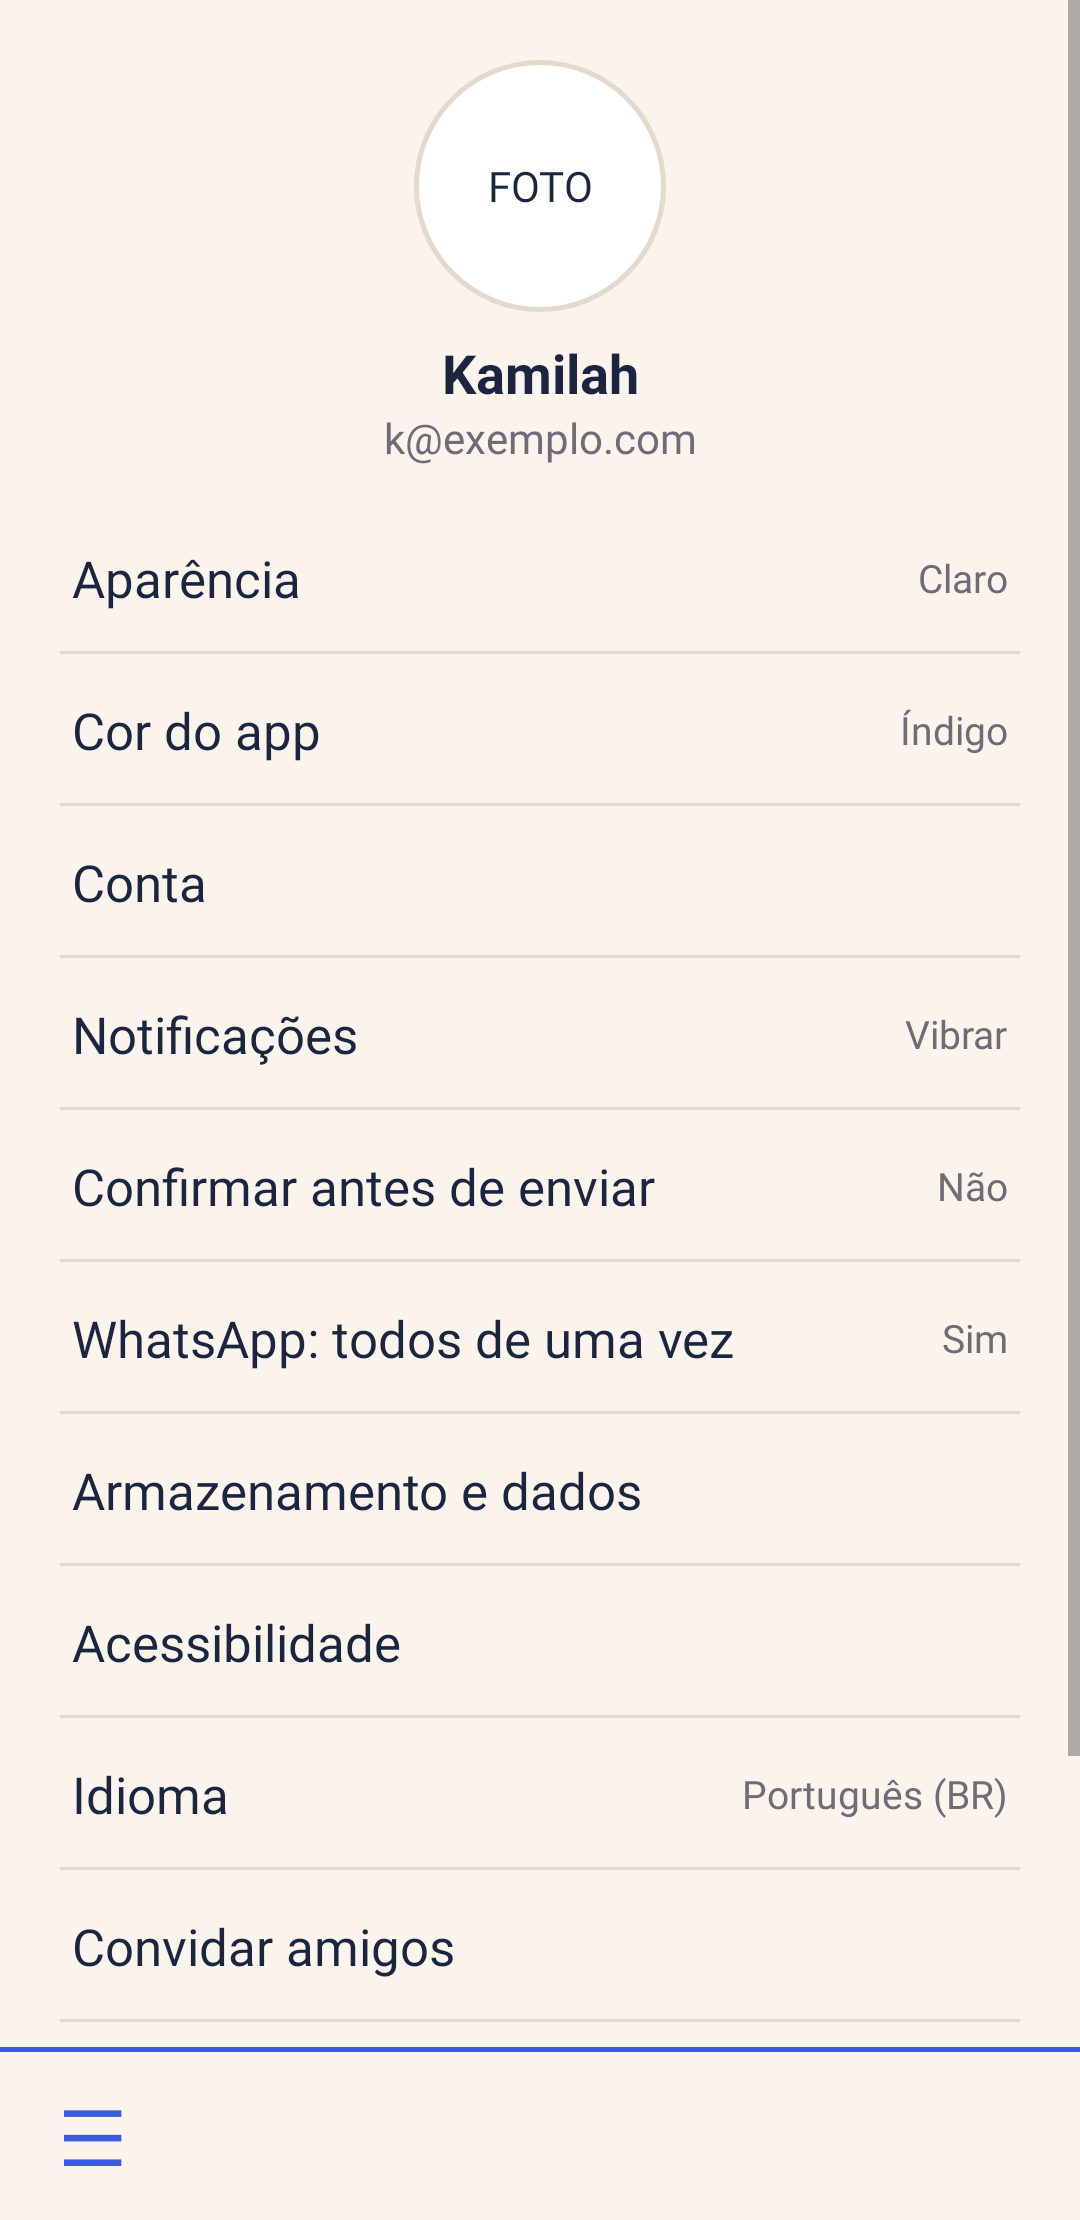 FOTO
Kamilah
k@exemplo.com
Aparência Claro
Cor do app Índigo
Conta
Notificações Vibrar
Confirmar antes de enviar Não
WhatsApp: todos de uma vez Sim
Armazenamento e dados
Acessibilidade
Idioma Português (BR)
Convidar amigos